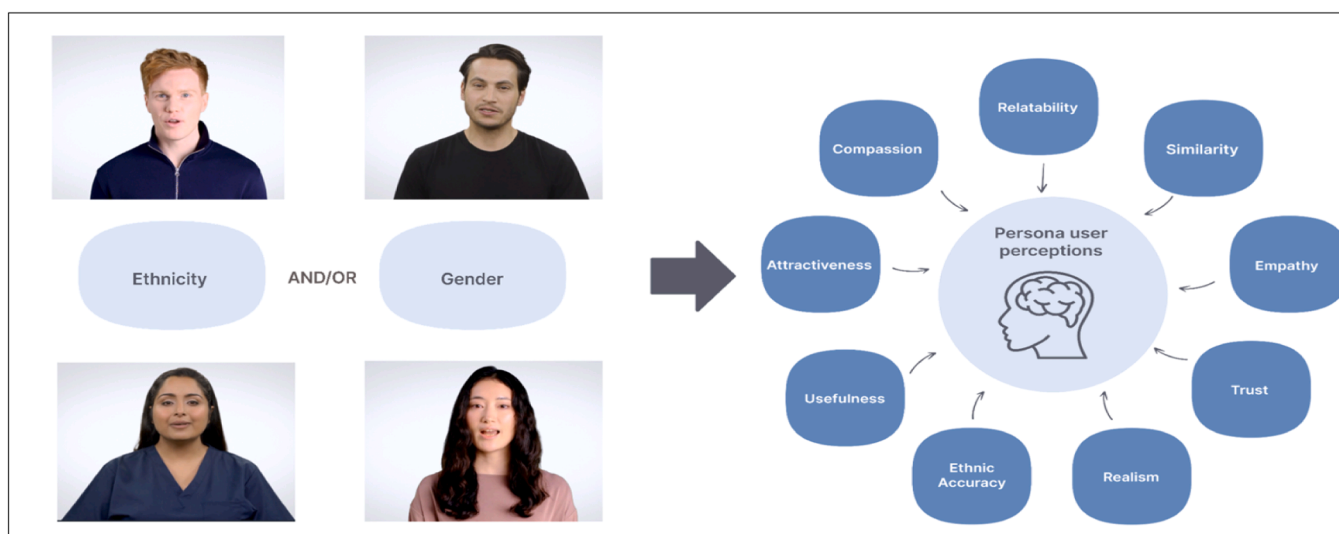 Ethnicity
AND/OR
Gender
Persona user
perceptions
Relatability
Similarity
Empathy
Trust
Realism
Ethnic
Accuracy
Usefulness
Attractiveness
Compassion